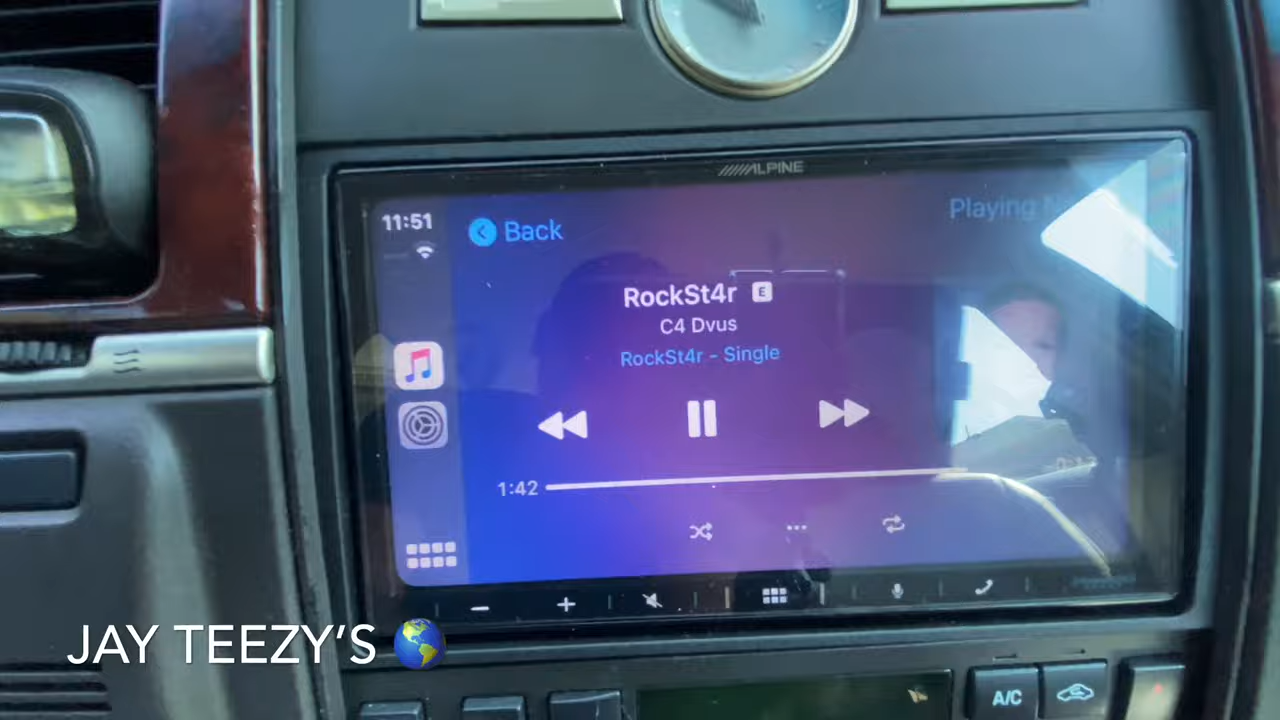 ALPINE
11:51
Back
Playing
RockSt4r E
C4 Dvus
RockSt4r - Single
1:42
JAY TEEZY'S
A/C